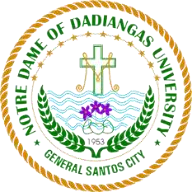 NOTRE DAME OF DADIANGAS UNIVERSITY
1953
GENERAL SANTOS CITY